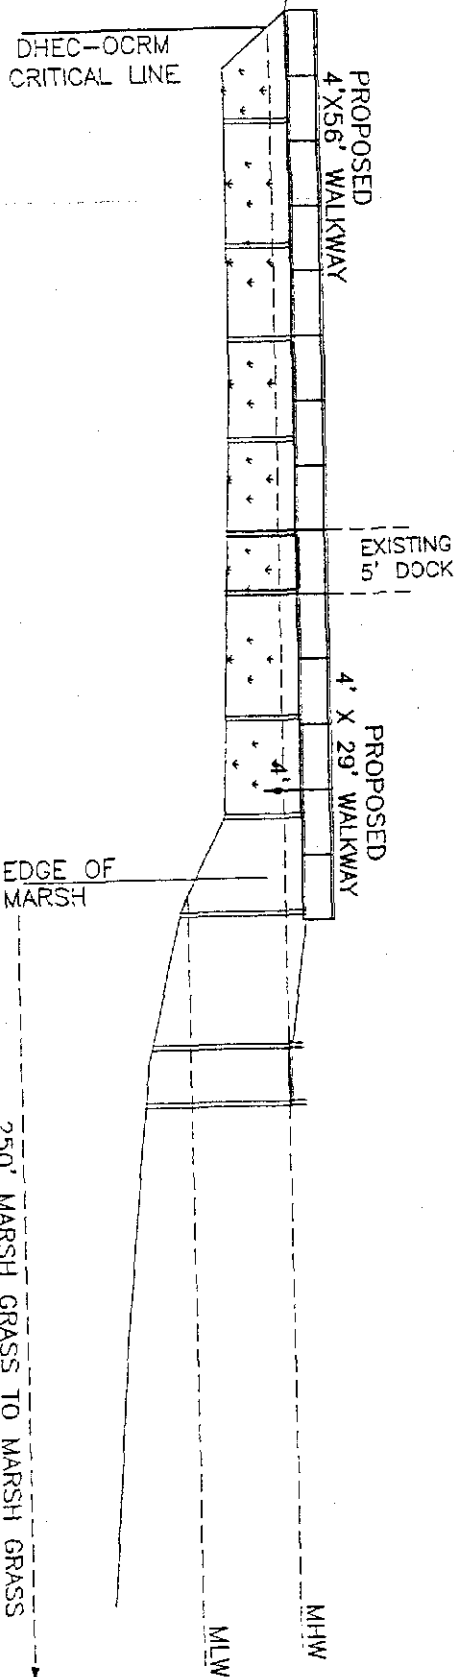 DHEC-OCRM
CRITICAL LINE
PROPOSED
4'X56' WALKWAY
EXISTING
5' DOCK
PROPOSED
4' X 29' WALKWAY
4'
EDGE OF
MARSH
250' MARSH GRASS TO MARSH GRASS
MHW
MLW